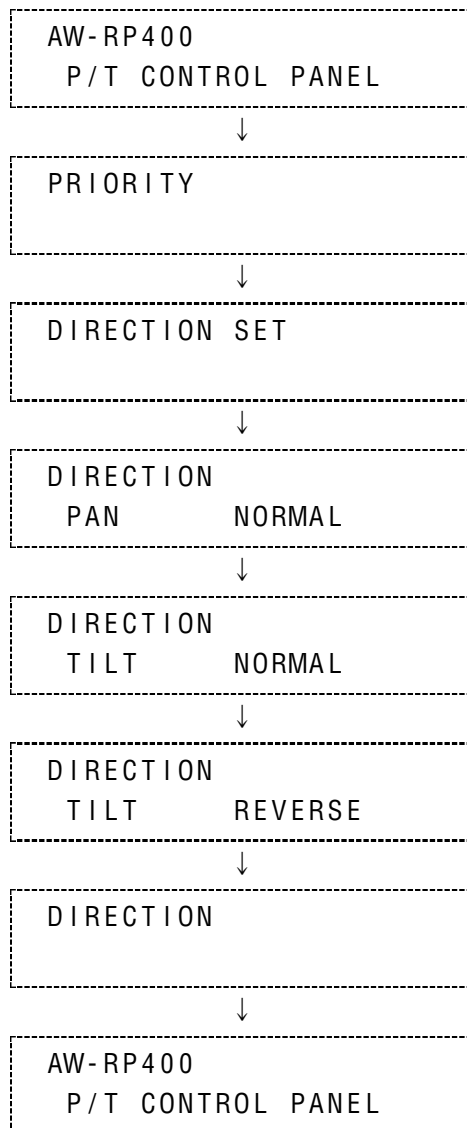 AW-RP400
P/T CONTROL PANEL
↓
PRIORITY
↓
DIRECTION SET
↓
DIRECTION
PAN NORMAL
↓
DIRECTION
TILT NORMAL
↓
DIRECTION
TILT REVERSE
↓
DIRECTION
↓
AW-RP400
P/T CONTROL PANEL